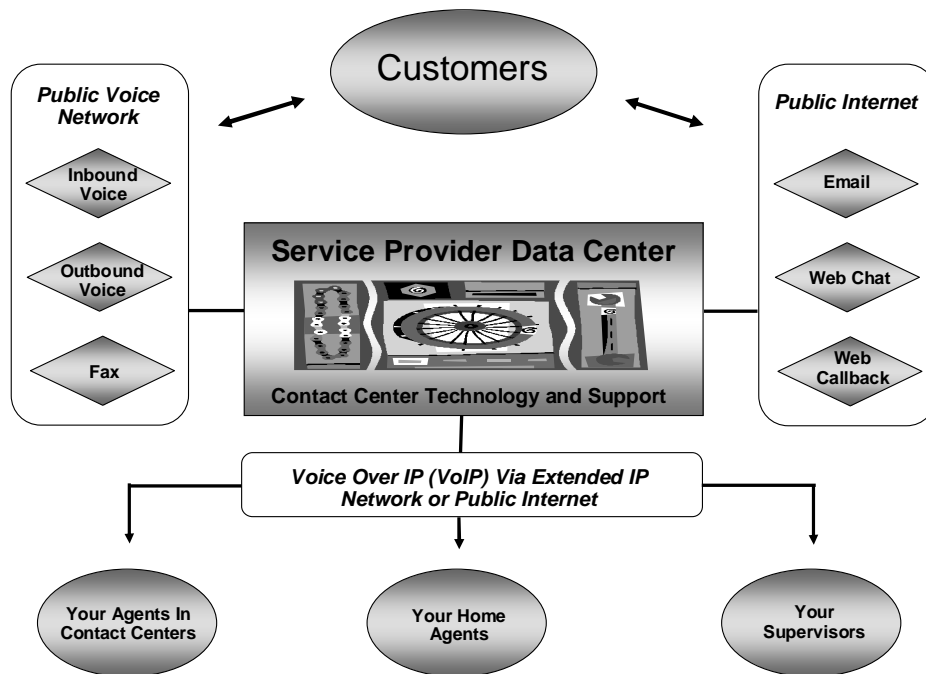 Customers
Public Voice
Network
Inbound
Voice
Outbound
Voice
Fax
Public Internet
Email
Web Chat
Web
Callback
Service Provider Data Center
Contact Center Technology and Support
Voice Over IP (VoIP) Via Extended IP
Network or Public Internet
Your Agents In
Contact Centers
Your Home
Agents
Your
Supervisors